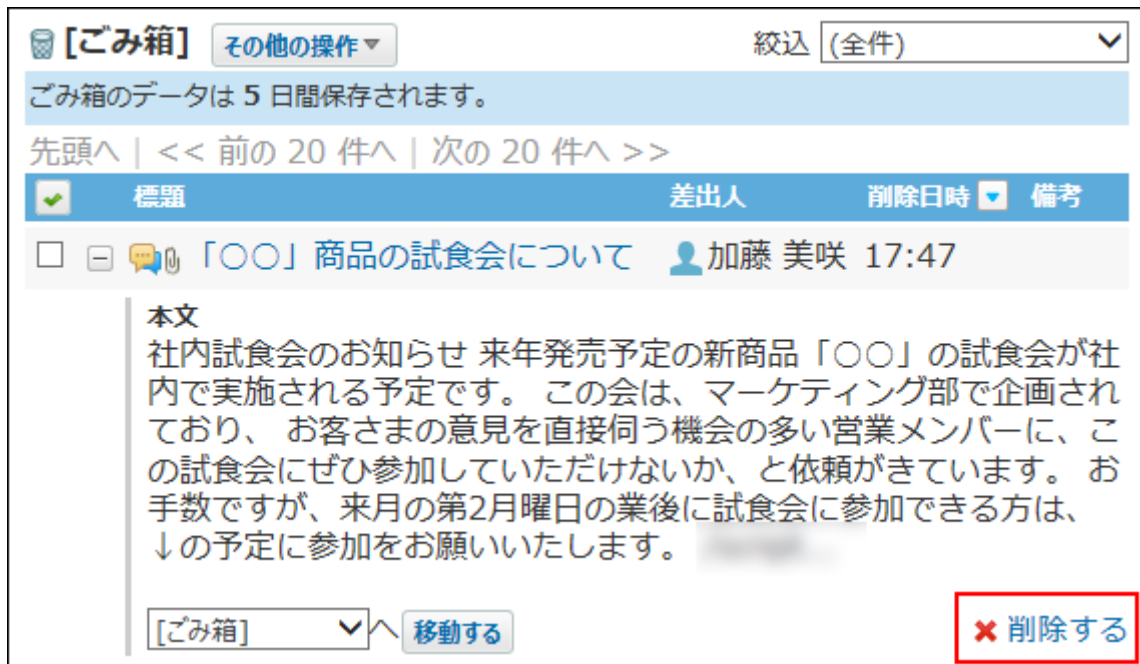 [ごみ箱] その他の操作 絞込 (全件)
ごみ箱のデータは 5 日間保存されます。
先頭へ | << 前の 20 件へ | 次の 20 件へ >>
標題 差出人 削除日時 備考
「○○」商品の試食会について 加藤 美咲 17:47
本文
社内試食会のお知らせ 来年発売予定の新商品「○○」の試食会が社
内で実施される予定です。 この会は、マーケティング部で企画され
ており、 お客さまの意見を直接伺う機会の多い営業メンバーに、こ
の試食会にぜひ参加していただけないか、と依頼がきています。 お
手数ですが、来月の第2月曜日の業後に試食会に参加できる方は、
↓の予定に参加をお願いいたします。
[ごみ箱] へ 移動する 削除する